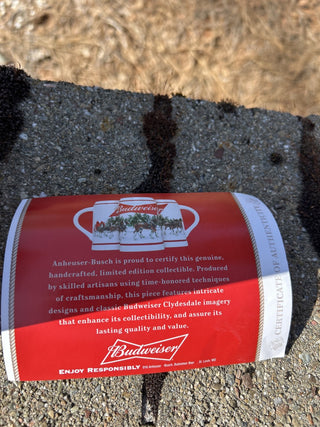 Budweiser
Anheuser-Busch is proud to certify this genuine,
handcrafted, limited edition collectible. Produced
by skilled artisans using time-honored techniques
of craftsmanship, this piece features intricate
designs and classic Budweiser Clydesdale imagery
that enhance its collectibility, and assure its
lasting quality and value.
Budweiser
ENJOY RESPONSIBLY
CERTIFICATE OF AUTHENTICITY